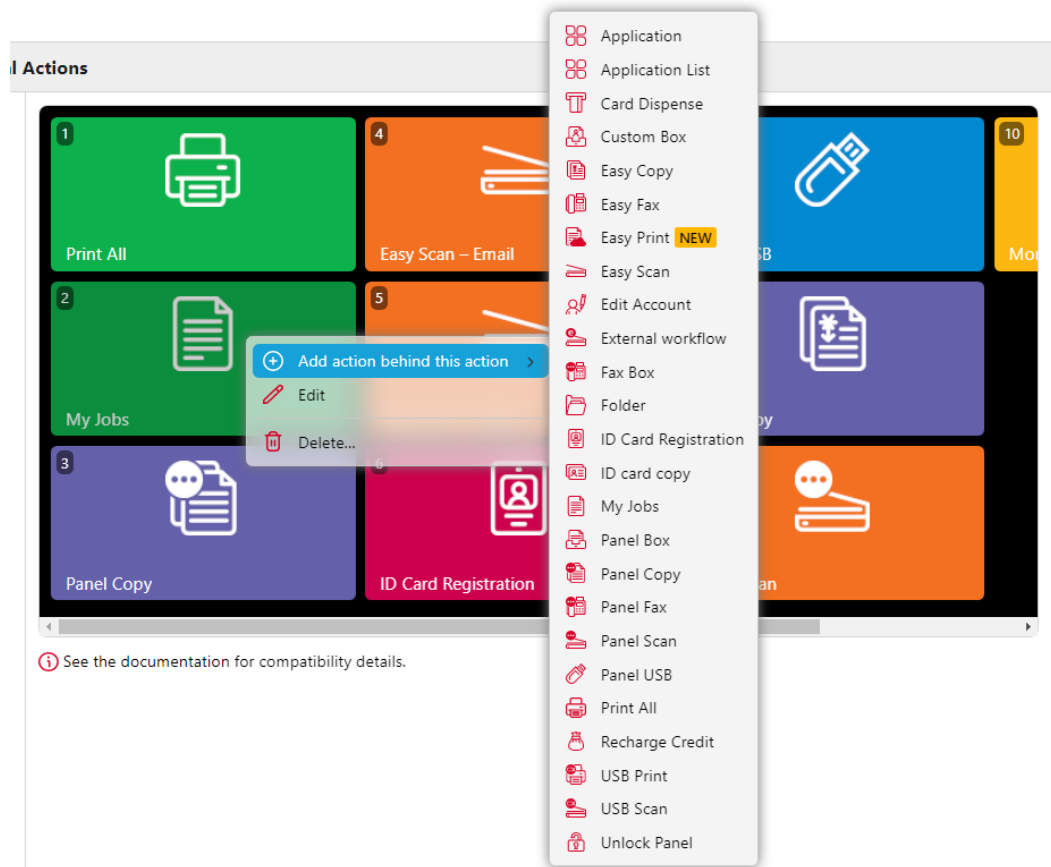 l Actions
1
Print All
4
Easy Scan – Email
SB
10
Mo
2
My Jobs
5
py
3
Panel Copy
6
ID Card Registration
an
Add action behind this action
Edit
Delete...
Application
Application List
Card Dispense
Custom Box
Easy Copy
Easy Fax
Easy Print NEW
Easy Scan
Edit Account
External workflow
Fax Box
Folder
ID Card Registration
ID card copy
My Jobs
Panel Box
Panel Copy
Panel Fax
Panel Scan
Panel USB
Print All
Recharge Credit
USB Print
USB Scan
Unlock Panel
See the documentation for compatibility details.